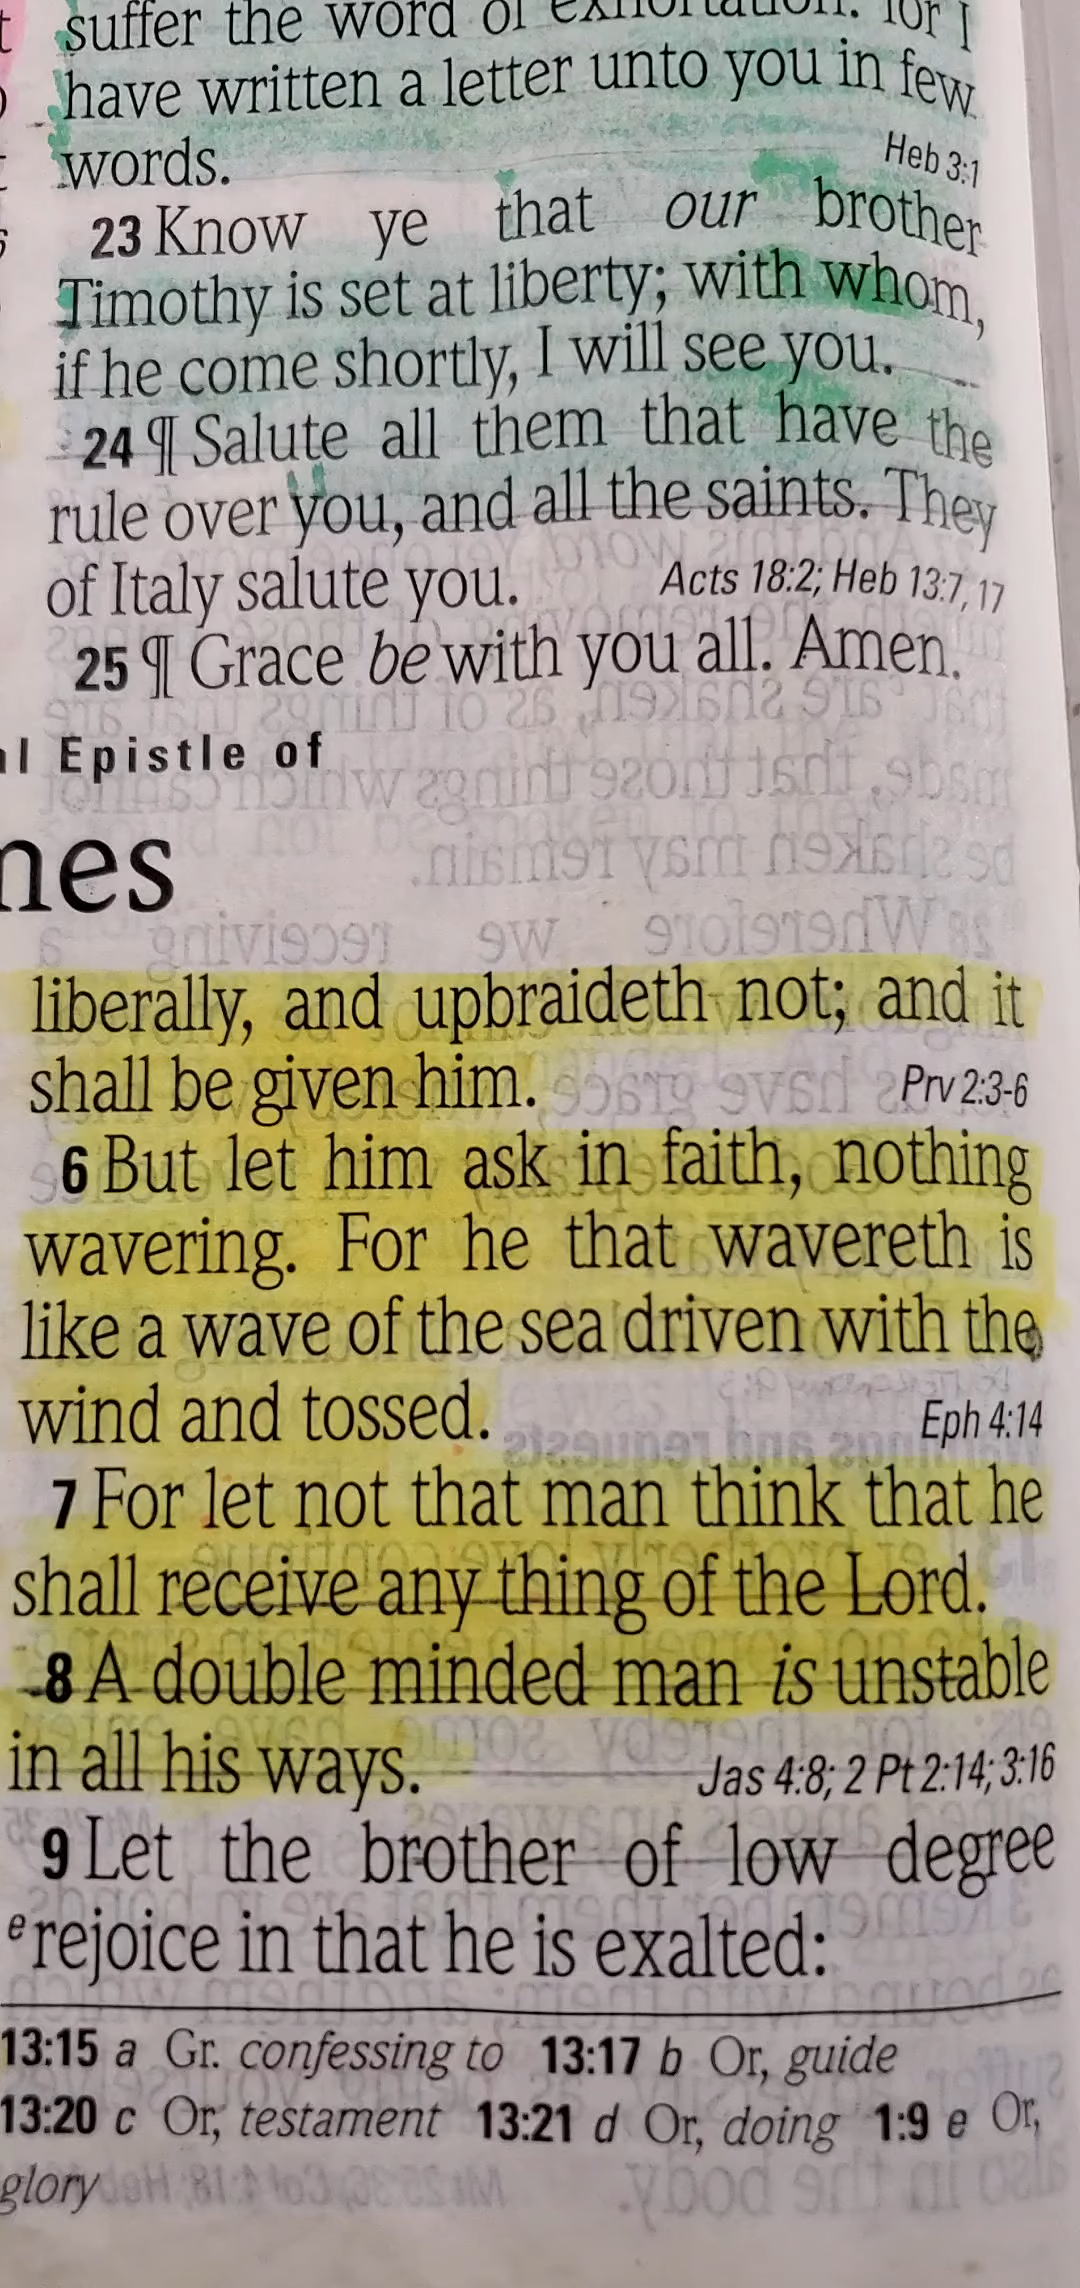 suffer the word of exhortation: for I
have written a letter unto you in few
words.
Heb 3:1
23 Know ye that our brother
Timothy is set at liberty; with whom,
if he come shortly, I will see you.
24 ¶ Salute all them that have the
rule over you, and all the saints. They
of Italy salute you. Acts 18:2; Heb 13:7, 17
25 ¶ Grace be with you all. Amen.
l Epistle of
mes
liberally, and upbraideth not; and it
shall be given him. Prv 2:3-6
6 But let him ask in faith, nothing
wavering. For he that wavereth is
like a wave of the sea driven with the
wind and tossed. Eph 4:14
7 For let not that man think that he
shall receive any thing of the Lord.
8 A double minded man is unstable
in all his ways. Jas 4:8; 2 Pt 2:14; 3:16
9 Let the brother of low degree
e rejoice in that he is exalted:
13:15 a Gr. confessing to 13:17 b Or, guide
13:20 c Or, testament 13:21 d Or, doing 1:9 e Or,
glory